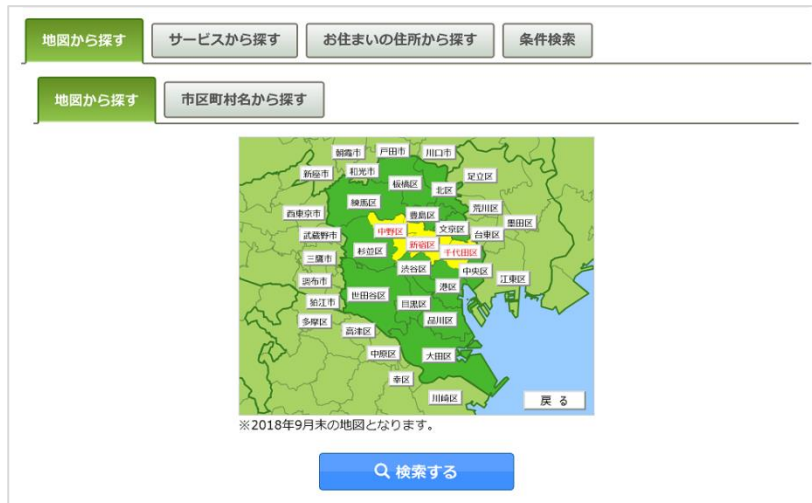 地図から探す サービスから探す お住まいの住所から探す 条件検索
地図から探す 市区町村名から探す
朝霞市 戸田市 川口市
新座市 和光市 板橋区 北区 足立区
練馬区 荒川区
西東京市 豊島区 墨田区
武蔵野市 中野区 文京区 台東区
三鷹市 杉並区 新宿区 千代田区
渋谷区 中央区 江東区
調布市 港区
狛江市 世田谷区 目黒区
多摩区 高津区 品川区
中原区 大田区
幸区
川崎区 戻る
※2018年9月末の地図となります。
検索する